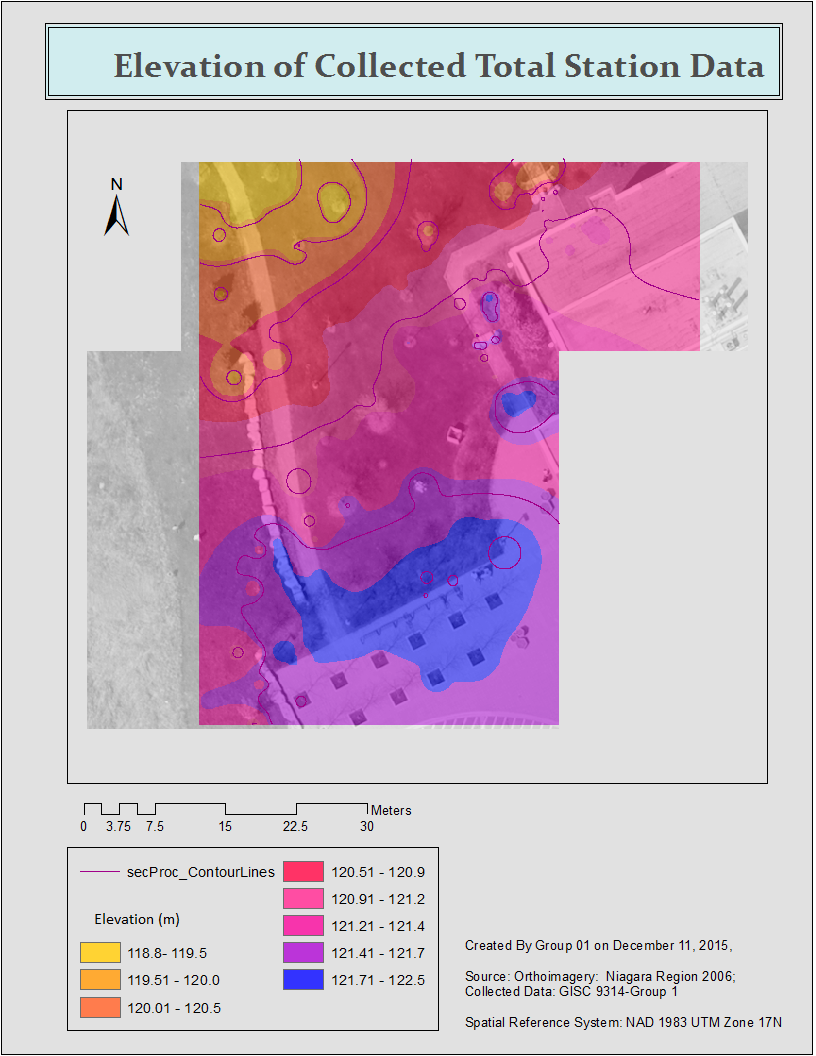 Elevation of Collected Total Station Data
N
Meters
0 3.75 7.5 15 22.5 30
secProc_ContourLines
Elevation (m)
118.8- 119.5
119.51 - 120.0
120.01 - 120.5
120.51 - 120.9
120.91 - 121.2
121.21 - 121.4
121.41 - 121.7
121.71 - 122.5
Created By Group 01 on December 11, 2015,
Source: Orthoimagery: Niagara Region 2006;
Collected Data: GISC 9314-Group 1
Spatial Reference System: NAD 1983 UTM Zone 17N